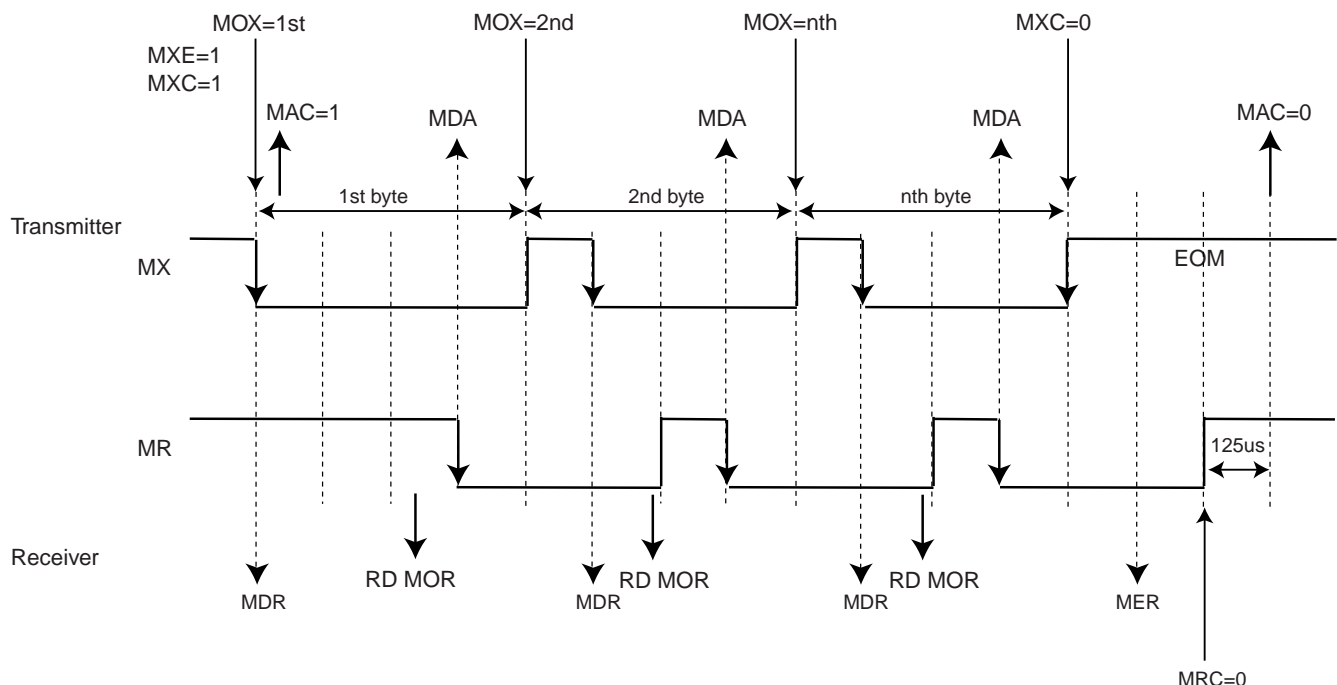 MOX=1st
MOX=2nd
MOX=nth
MXC=0
MXE=1
MXC=1
MAC=1
MDA
MDA
MDA
MAC=0
1st byte
2nd byte
nth byte
Transmitter
MX
EOM
MR
125us
Receiver
RD MOR
RD MOR
RD MOR
MDR
MDR
MDR
MER
MRC=0